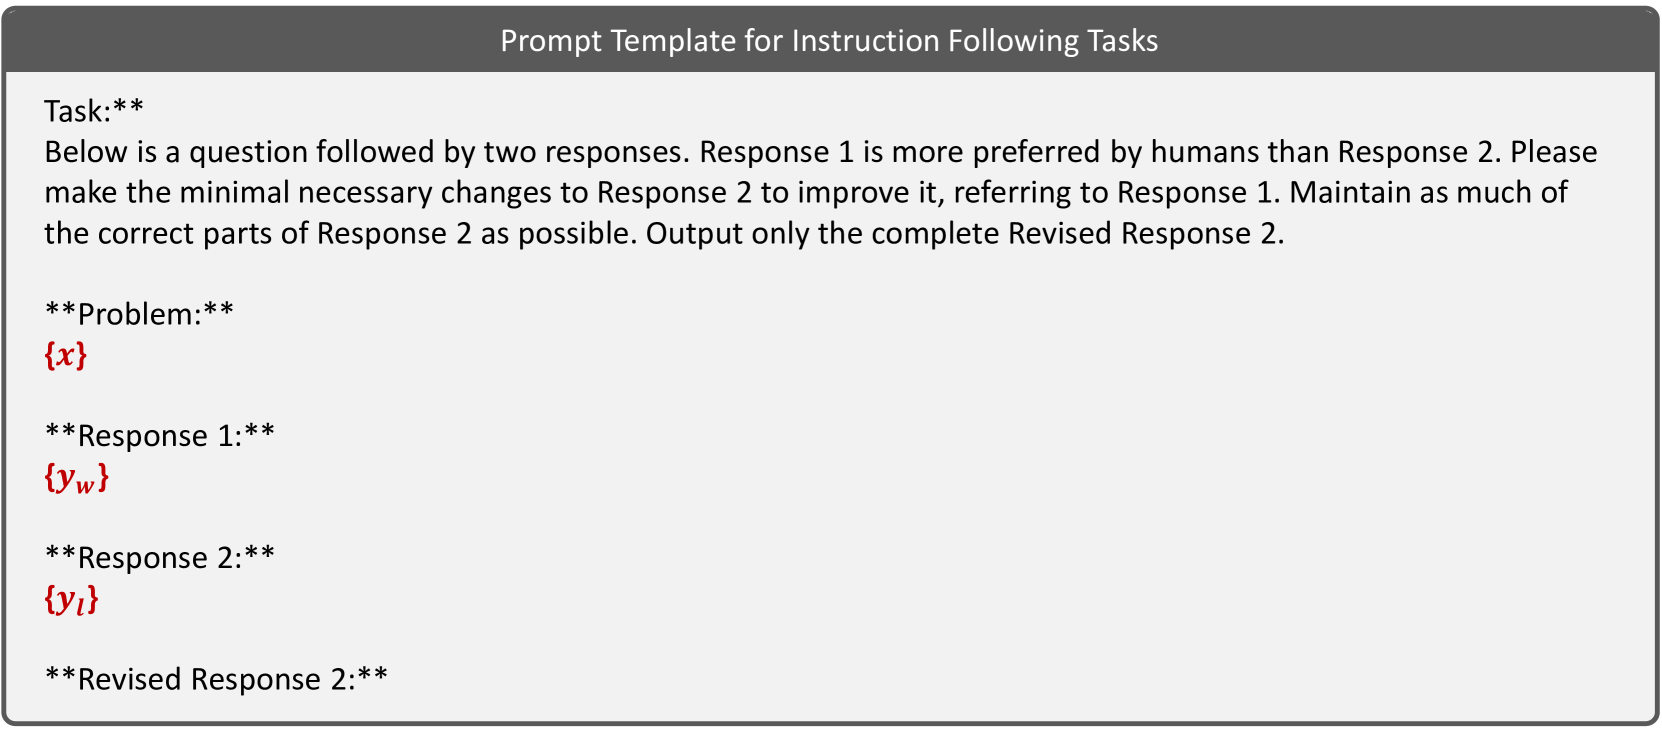 Prompt Template for Instruction Following Tasks
Task:**
Below is a question followed by two responses. Response 1 is more preferred by humans than Response 2. Please
make the minimal necessary changes to Response 2 to improve it, referring to Response 1. Maintain as much of
the correct parts of Response 2 as possible. Output only the complete Revised Response 2.
**Problem:**
{x}
**Response 1:**
{y_w}
**Response 2:**
{y_l}
**Revised Response 2:**